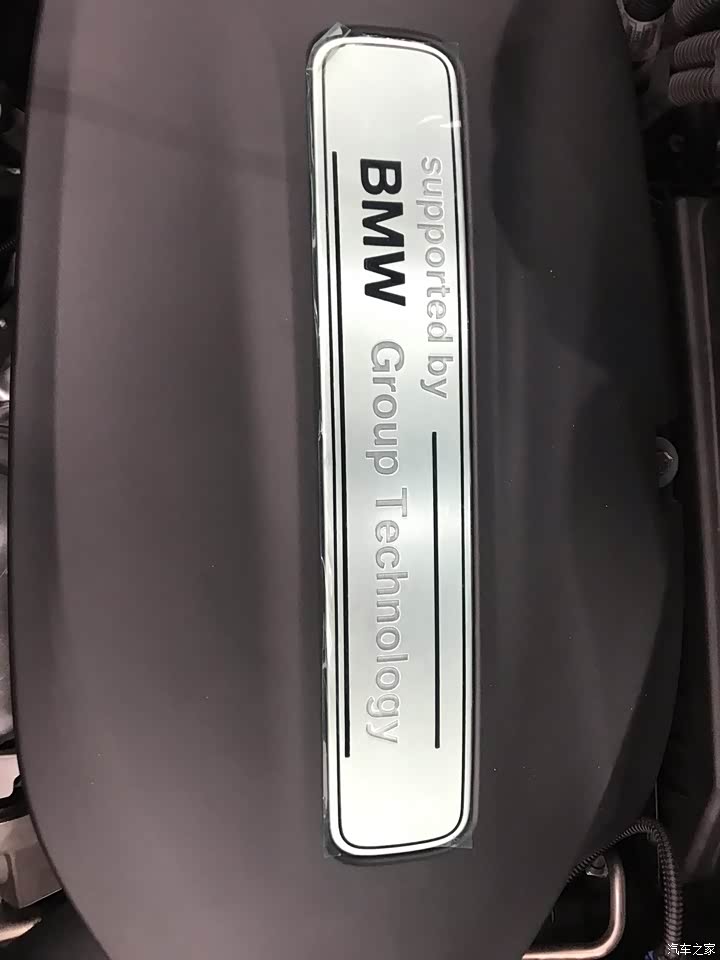 supported by
BMW Group Technology
汽车之家